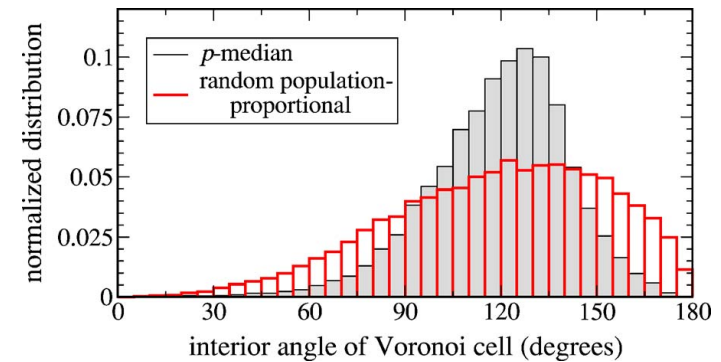 normalized distribution
0.1
0.075
0.05
0.025
0
p-median
random population-
proportional
0 30 60 90 120 150 180
interior angle of Voronoi cell (degrees)